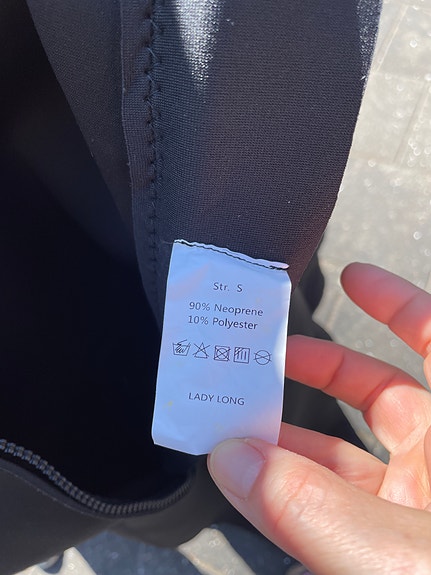 Str. S
90% Neoprene
10% Polyester
LADY LONG